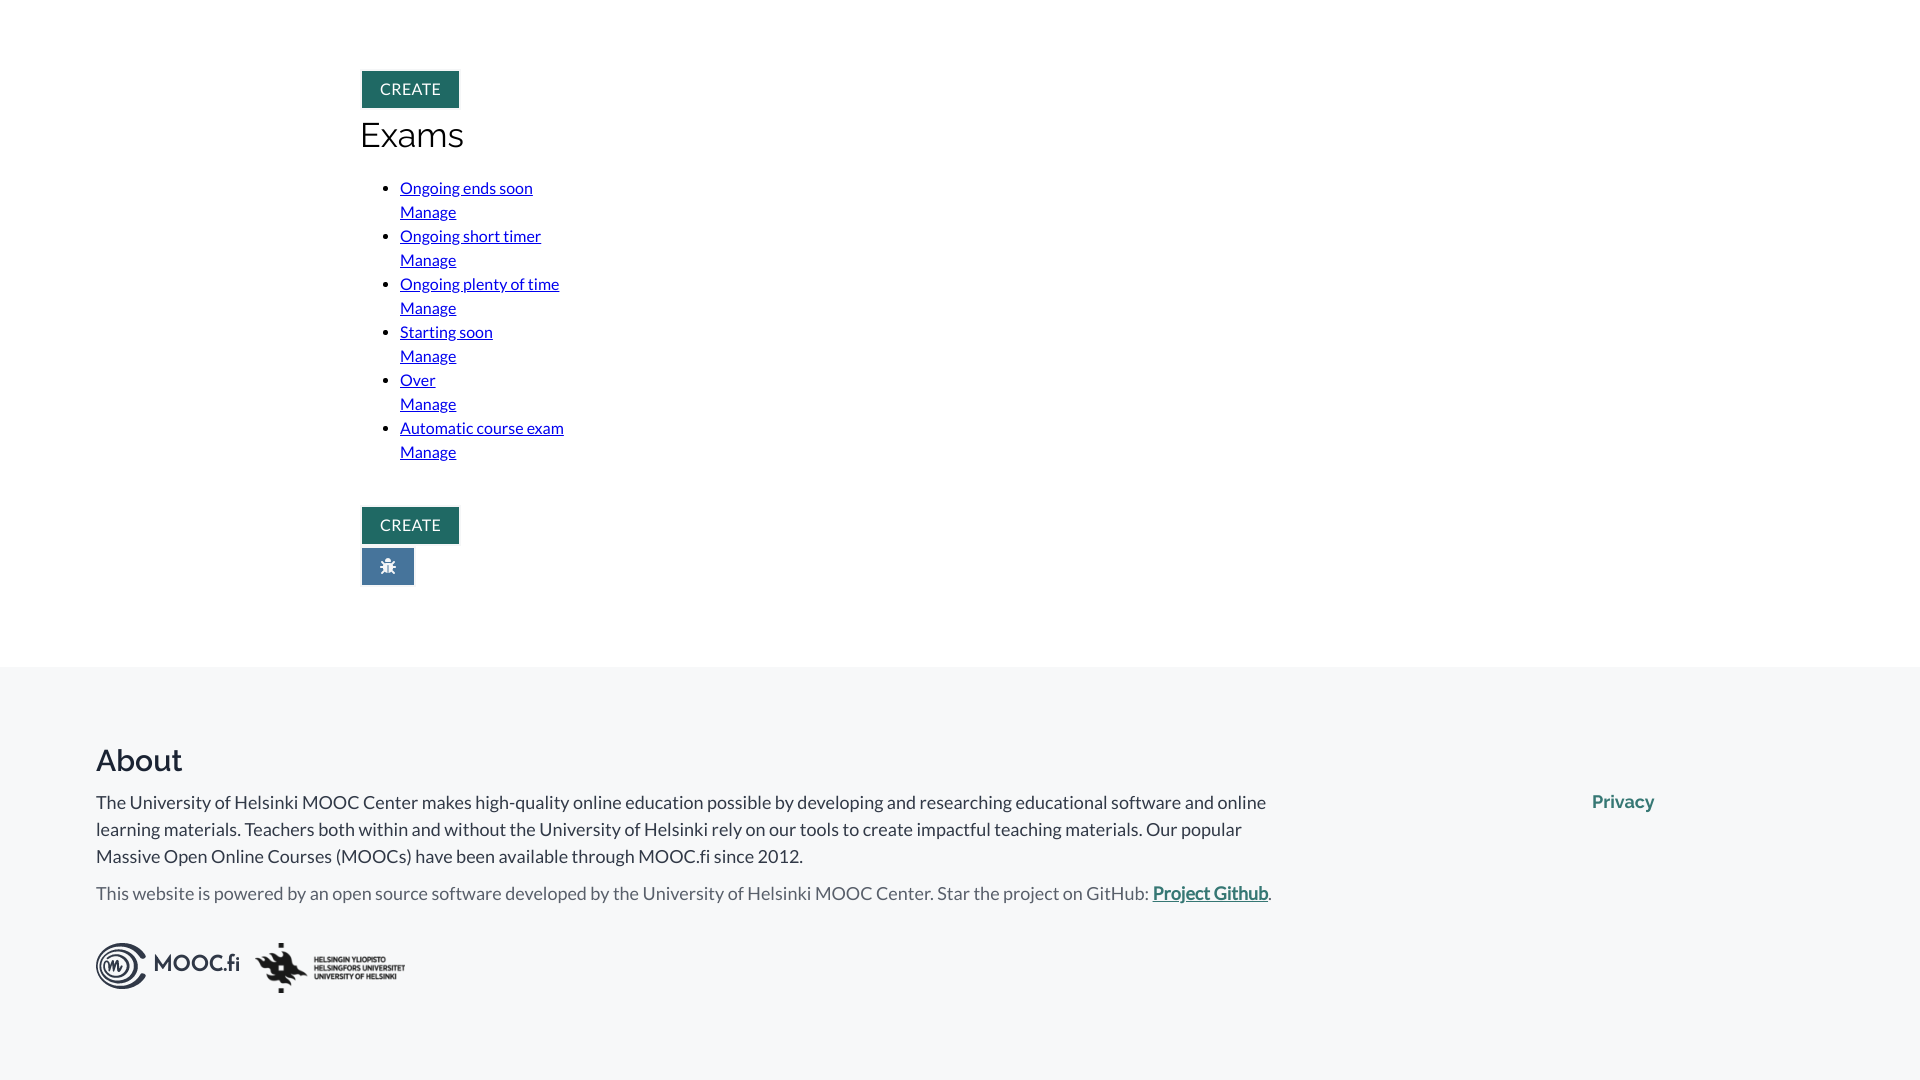 CREATE
Exams
Ongoing ends soon
Manage
Ongoing short timer
Manage
Ongoing plenty of time
Manage
Starting soon
Manage
Over
Manage
Automatic course exam
Manage
CREATE
About
The University of Helsinki MOOC Center makes high-quality online education possible by developing and researching educational software and online
learning materials. Teachers both within and without the University of Helsinki rely on our tools to create impactful teaching materials. Our popular
Massive Open Online Courses (MOOCs) have been available through MOOC.fi since 2012.
This website is powered by an open source software developed by the University of Helsinki MOOC Center. Star the project on GitHub: Project Github.
Privacy
MOOC.fi
HELSINGIN YLIOPISTO
HELSINGFORS UNIVERSITET
UNIVERSITY OF HELSINKI